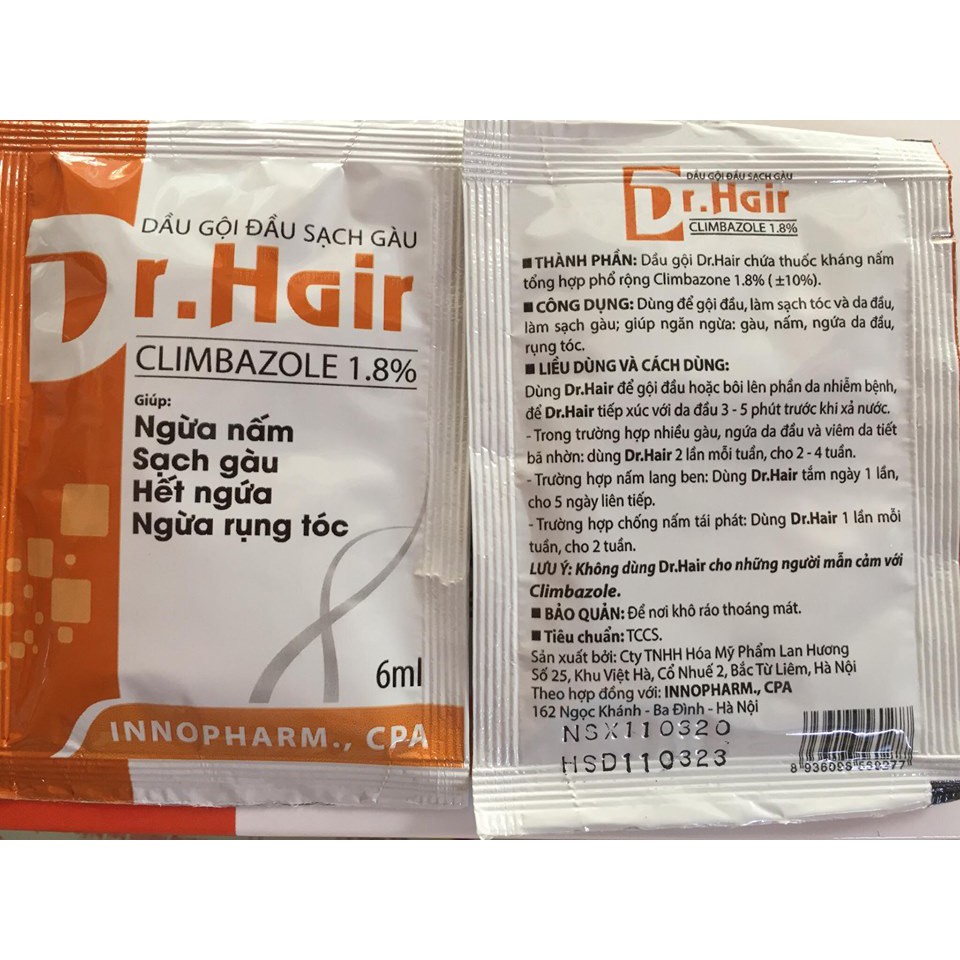 DẦU GỘI ĐẦU SẠCH GÀU
Dr.Hair
CLIMBAZOLE 1.8%
Giúp:
Ngừa nấm
Sạch gàu
Hết ngứa
Ngừa rụng tóc
6ml
INNOPHARM., CPA
DẦU GỘI ĐẦU SẠCH GÀU
Dr.Hair
CLIMBAZOLE 1.8%
■ THÀNH PHẦN: Dầu gội Dr.Hair chứa thuốc kháng nấm
tổng hợp phổ rộng Climbazone 1.8% ( ±10%).
■ CÔNG DỤNG: Dùng để gội đầu, làm sạch tóc và da đầu,
làm sạch gàu; giúp ngăn ngừa: gàu, nấm, ngứa da đầu,
rụng tóc.
■ LIỀU DÙNG VÀ CÁCH DÙNG:
Dùng Dr.Hair để gội đầu hoặc bôi lên phần da nhiễm bệnh,
để Dr.Hair tiếp xúc với da đầu 3 - 5 phút trước khi xả nước.
- Trong trường hợp nhiều gàu, ngứa da đầu và viêm da tiết
bã nhờn: dùng Dr.Hair 2 lần mỗi tuần, cho 2 - 4 tuần.
- Trường hợp nấm lang ben: Dùng Dr.Hair tắm ngày 1 lần,
cho 5 ngày liên tiếp.
- Trường hợp chống nấm tái phát: Dùng Dr.Hair 1 lần mỗi
tuần, cho 2 tuần.
LƯU Ý: Không dùng Dr.Hair cho những người mẫn cảm với
Climbazole.
■ BẢO QUẢN: Để nơi khô ráo thoáng mát.
■ Tiêu chuẩn: TCCS.
Sản xuất bởi: Cty TNHH Hóa Mỹ Phẩm Lan Hương
Số 25, Khu Việt Hà, Cổ Nhuế 2, Bắc Từ Liêm, Hà Nội
Theo hợp đồng với: INNOPHARM., CPA
162 Ngọc Khánh - Ba Đình - Hà Nội
NSX110320
HSD110323